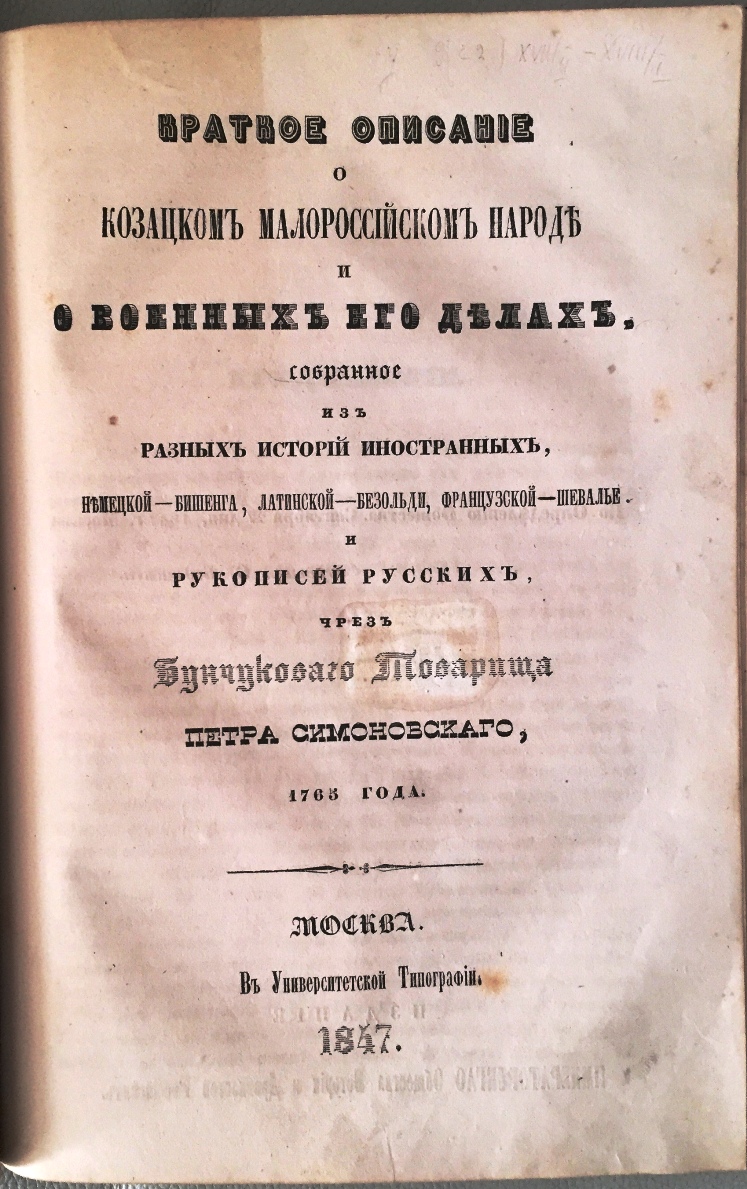 КРАТКОЕ ОПИСАНІЕ
О
КОЗАЦКОМЪ МАЛОРОССІЙСКОМЪ НАРОДѢ
И
О ВОЕННЫХЪ ЕГО ДѢЛАХЪ,
собранное
ИЗЪ
РАЗНЫХЪ ИСТОРІЙ ИНОСТРАННЫХЪ,
НѢМЕЦКОЙ—БИШЕНГА, ЛАТИНСКОЙ—БЕЗОЛЬДИ, ФРАНЦУЗСКОЙ—ШЕВАЛЬЕ.
И
РУКОПИСЕЙ РУССКИХЪ,
ЧРЕЗЪ
Бунчуковаго Товарища
ПЕТРА СИМОНОВСКАГО,
1765 ГОДА.
МОСКВА.
Въ Университетской Типографіи.
1847.